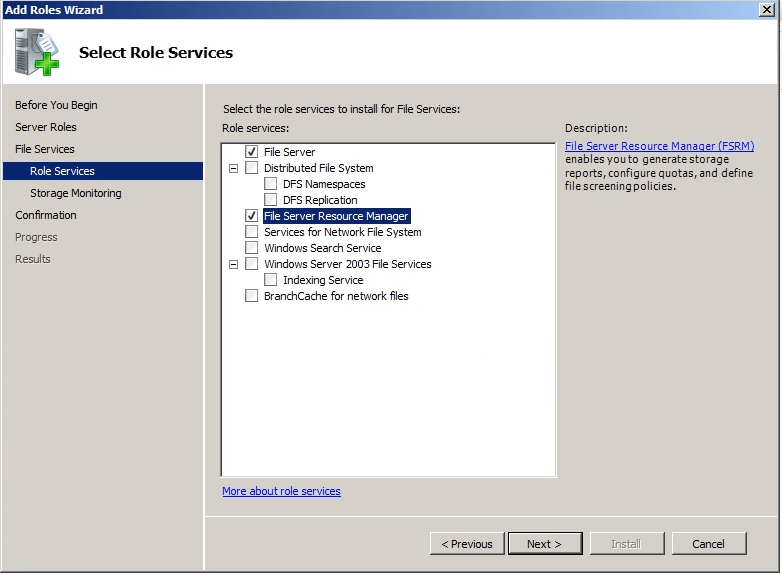 Add Roles Wizard
Select Role Services
Before You Begin
Server Roles
File Services
Role Services
Storage Monitoring
Confirmation
Progress
Results
Select the role services to install for File Services:
Role services:
File Server
Distributed File System
DFS Namespaces
DFS Replication
File Server Resource Manager
Services for Network File System
Windows Search Service
Windows Server 2003 File Services
Indexing Service
BranchCache for network files
More about role services
Description:
File Server Resource Manager (FSRM)
enables you to generate storage
reports, configure quotas, and define
file screening policies.
< Previous
Next >
Install
Cancel